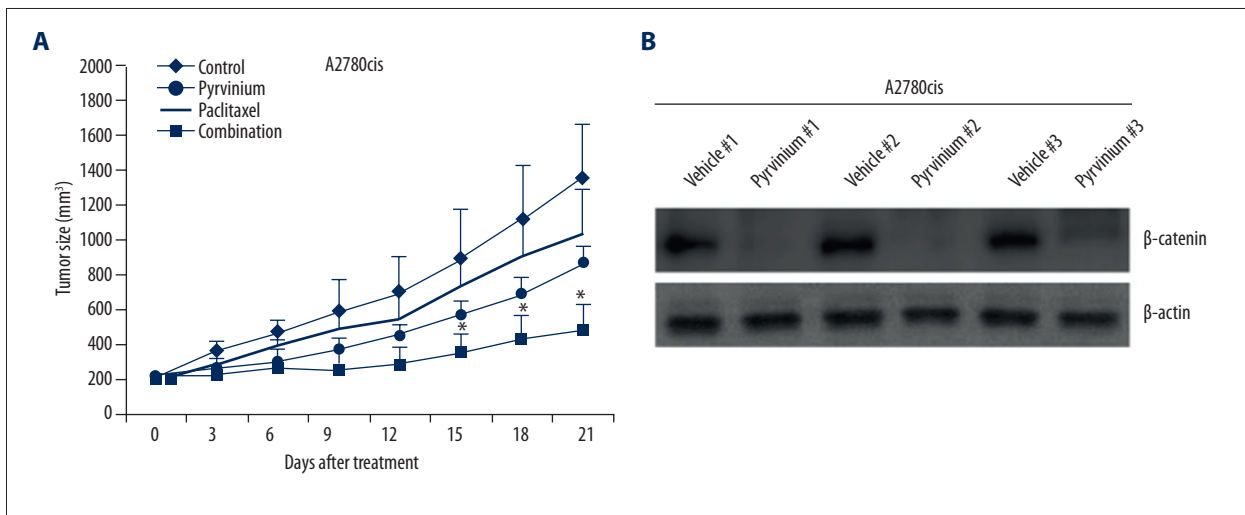 A
A2780cis
Control
Pyrvinium
Paclitaxel
Combination
Tumor size (mm³)
2000
1800
1600
1400
1200
1000
800
600
400
200
0
* * *
0 3 6 9 12 15 18 21
Days after treatment
B
A2780cis
Vehicle #1 Pyrvinium #1 Vehicle #2 Pyrvinium #2 Vehicle #3 Pyrvinium #3
β-catenin
β-actin